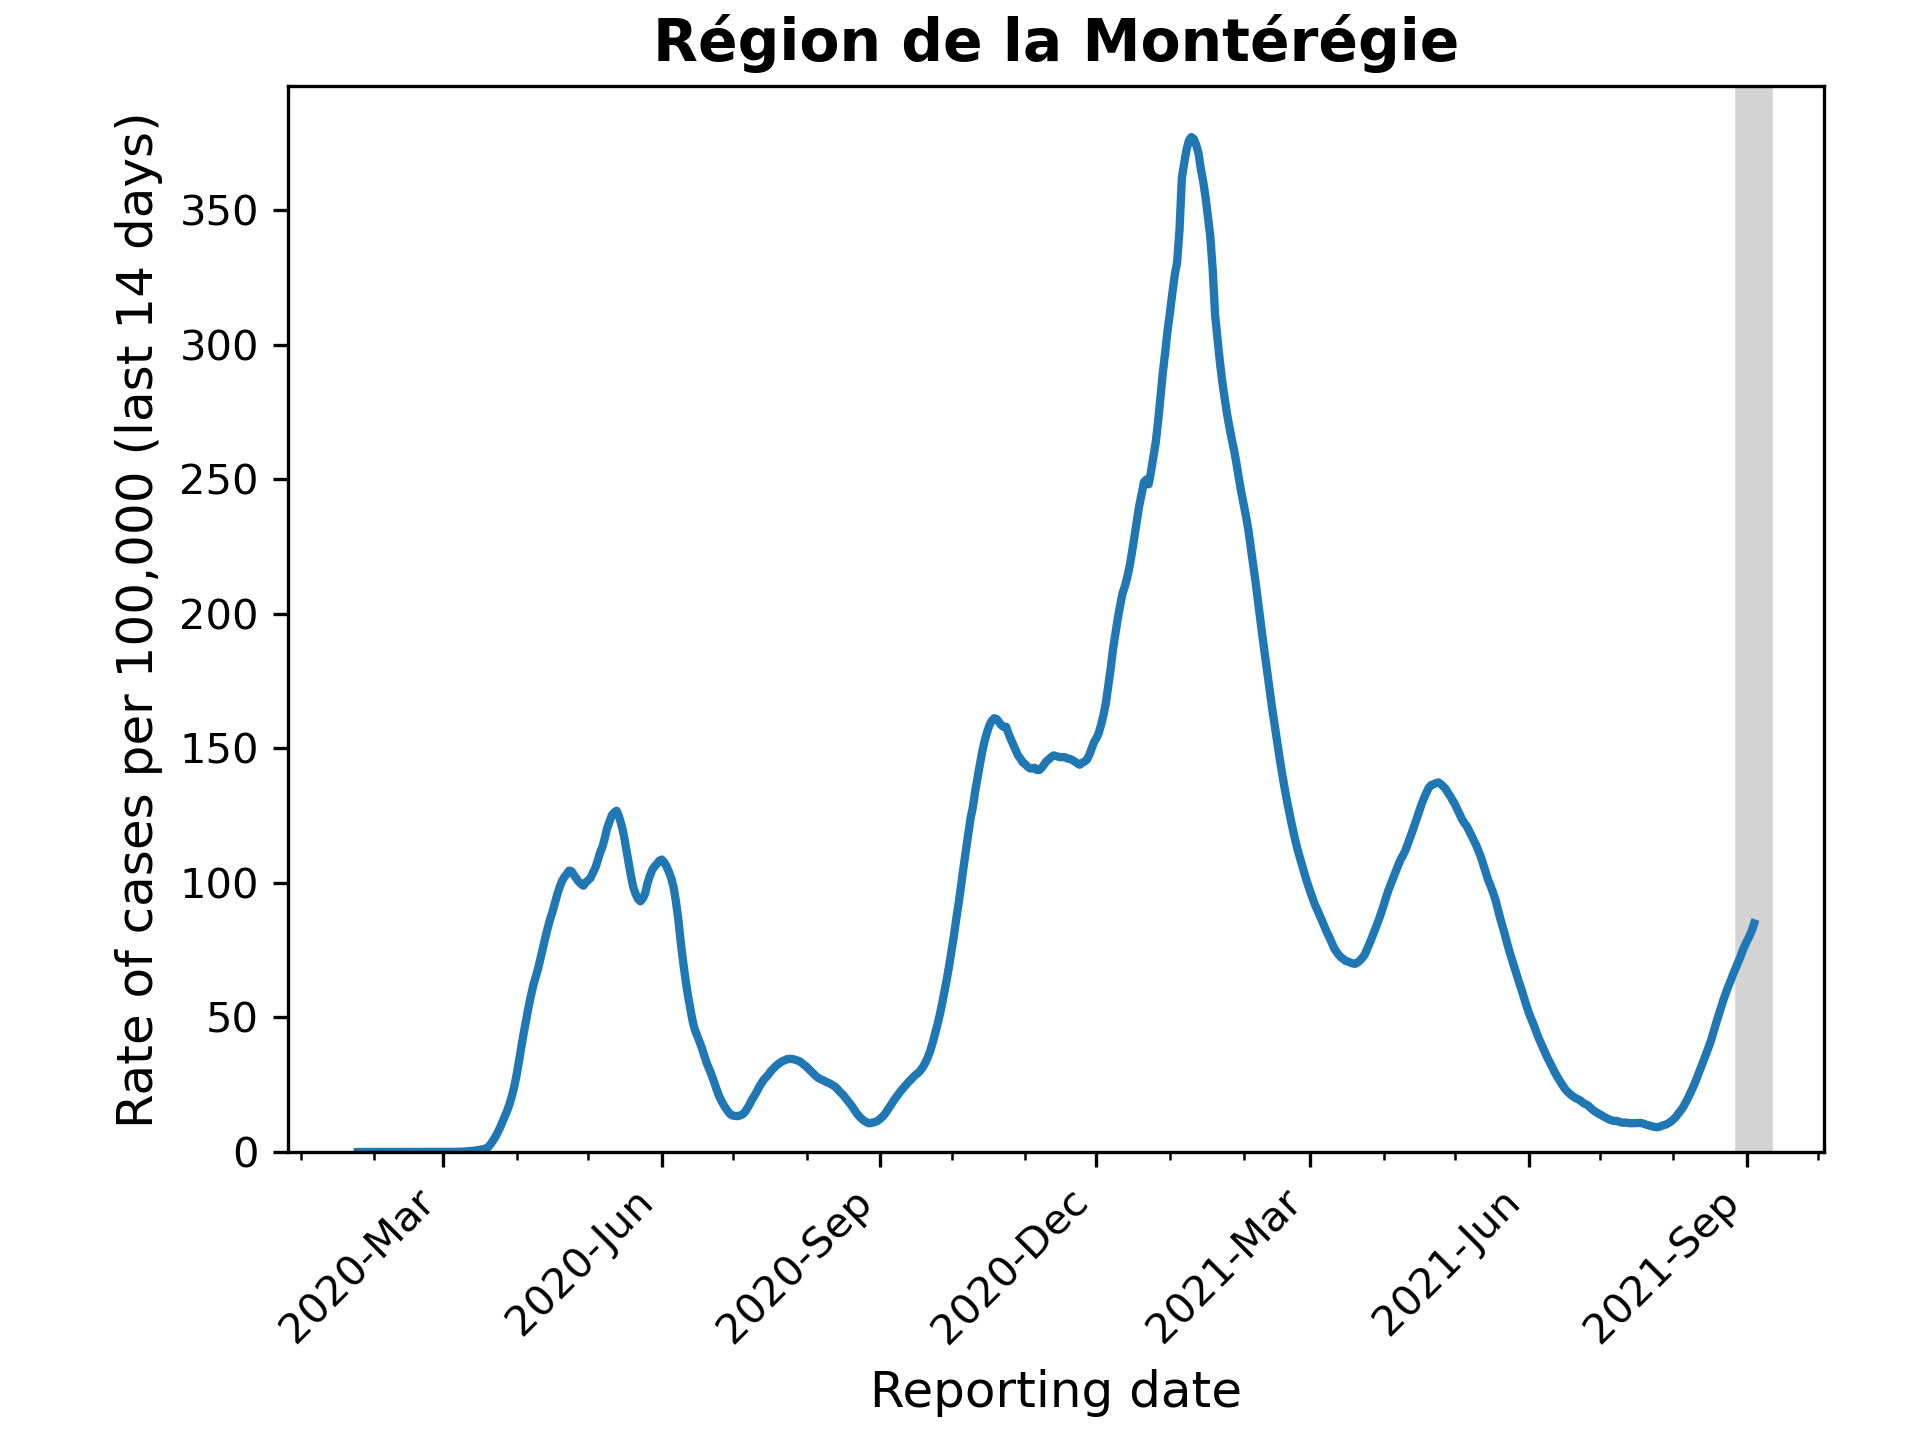 Région de la Montérégie
Rate of cases per 100,000 (last 14 days)
350
300
250
200
150
100
50
0
2020-Mar
2020-Jun
2020-Sep
2020-Dec
2021-Mar
2021-Jun
2021-Sep
Reporting date